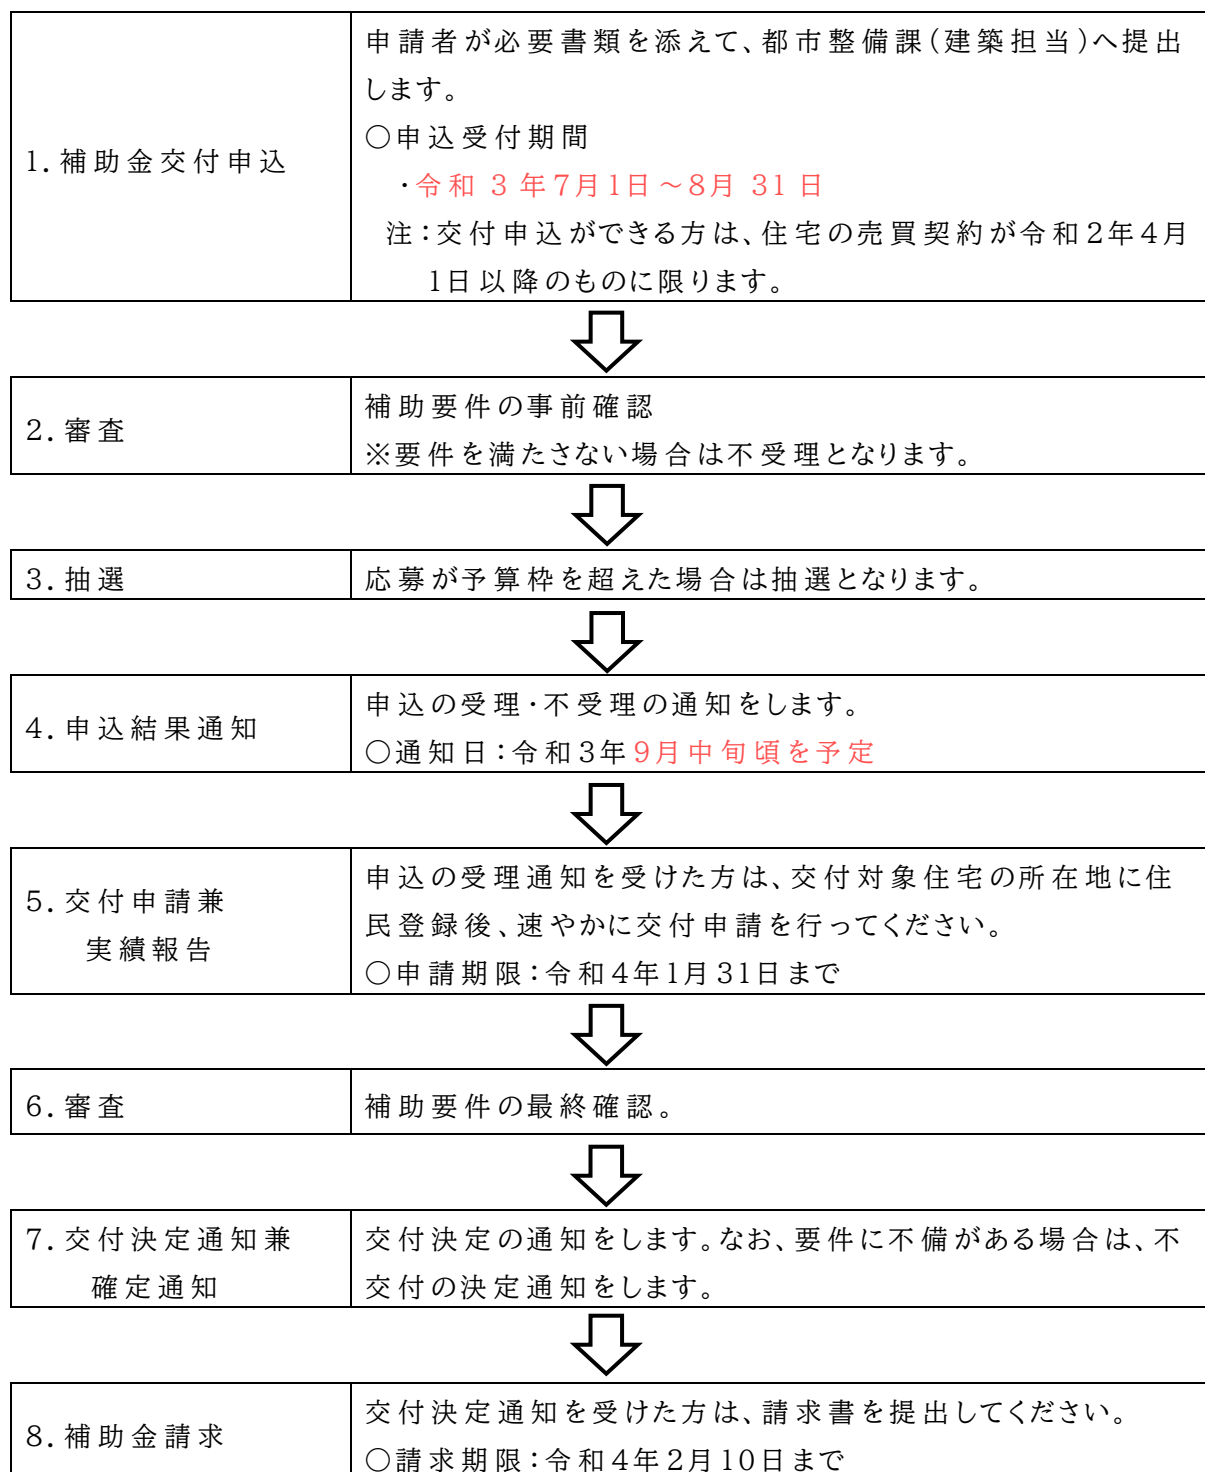 1.補助金交付申込
申請者が必要書類を添えて、都市整備課(建築担当)へ提出
します。
○申込受付期間
・令和 3 年7月1日~8月 31 日
注:交付申込ができる方は、住宅の売買契約が令和2年4月
1日以降のものに限ります。
2.審査
補助要件の事前確認
※要件を満たさない場合は不受理となります。
3.抽選
応募が予算枠を超えた場合は抽選となります。
4.申込結果通知
申込の受理・不受理の通知をします。
○通知日:令和3年9月中旬頃を予定
5.交付申請兼
実績報告
申込の受理通知を受けた方は、交付対象住宅の所在地に住
民登録後、速やかに交付申請を行ってください。
○申請期限:令和4年1月31日まで
6.審査
補助要件の最終確認。
7.交付決定通知兼
確定通知
交付決定の通知をします。なお、要件に不備がある場合は、不
交付の決定通知をします。
8.補助金請求
交付決定通知を受けた方は、請求書を提出してください。
○請求期限:令和4年2月10日まで